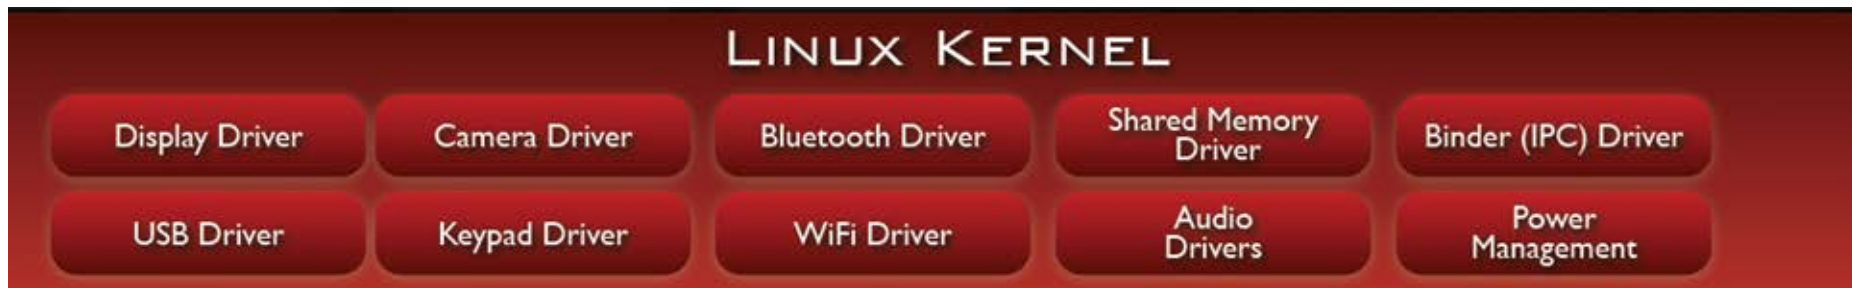 LINUX KERNEL
Display Driver
Camera Driver
Bluetooth Driver
Shared Memory
Driver
Binder (IPC) Driver
USB Driver
Keypad Driver
WiFi Driver
Audio
Drivers
Power
Management